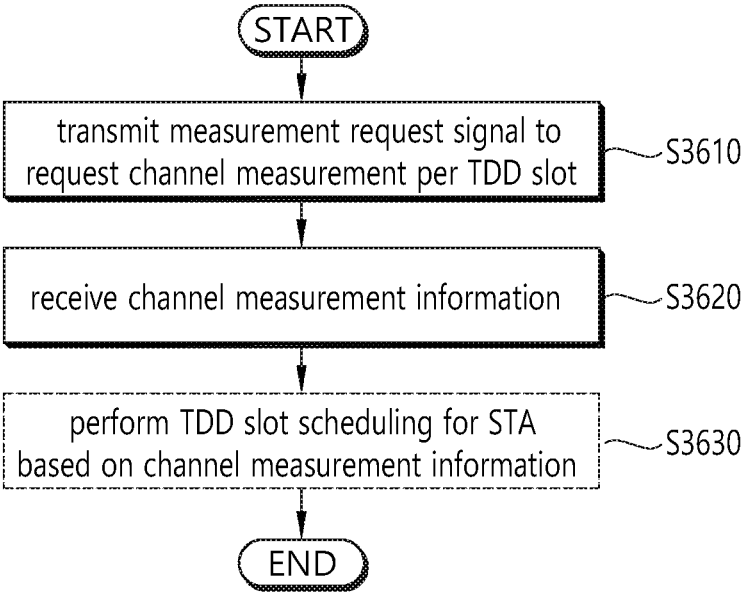 START
transmit measurement request signal to
request channel measurement per TDD slot
S3610
receive channel measurement information
S3620
perform TDD slot scheduling for STA
based on channel measurement information
S3630
END